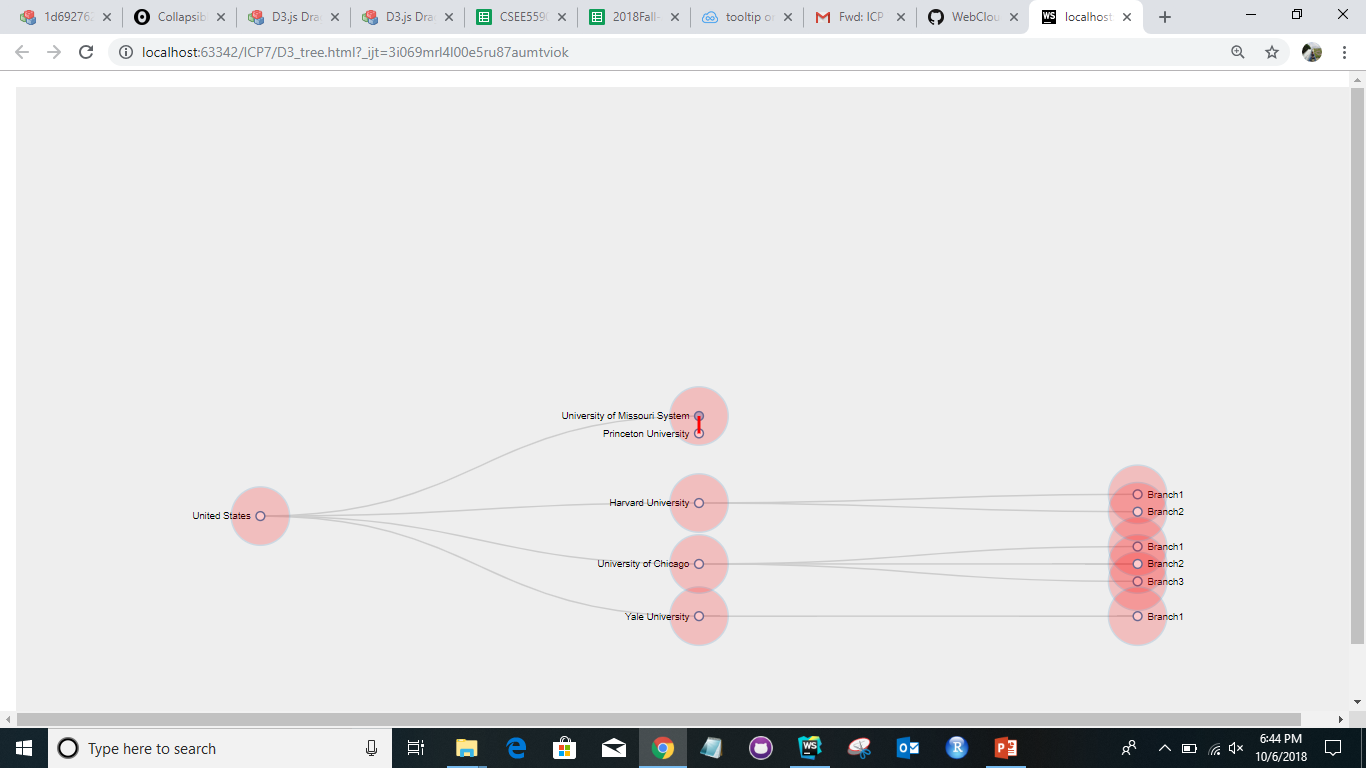 1d69276
Collapsib
D3.js Dra
D3.js Dra
CSEE559
2018Fall-
tooltip or
Fwd: ICP
WebClou
WS localhost:
localhost:63342/ICP7/D3_tree.html?_ijt=3i069mrl4l00e5ru87aumtviok
University of Missouri System
Princeton University
United States
Harvard University
University of Chicago
Yale University
Branch1
Branch2
Branch1
Branch2
Branch3
Branch1
Type here to search
6:44 PM
10/6/2018